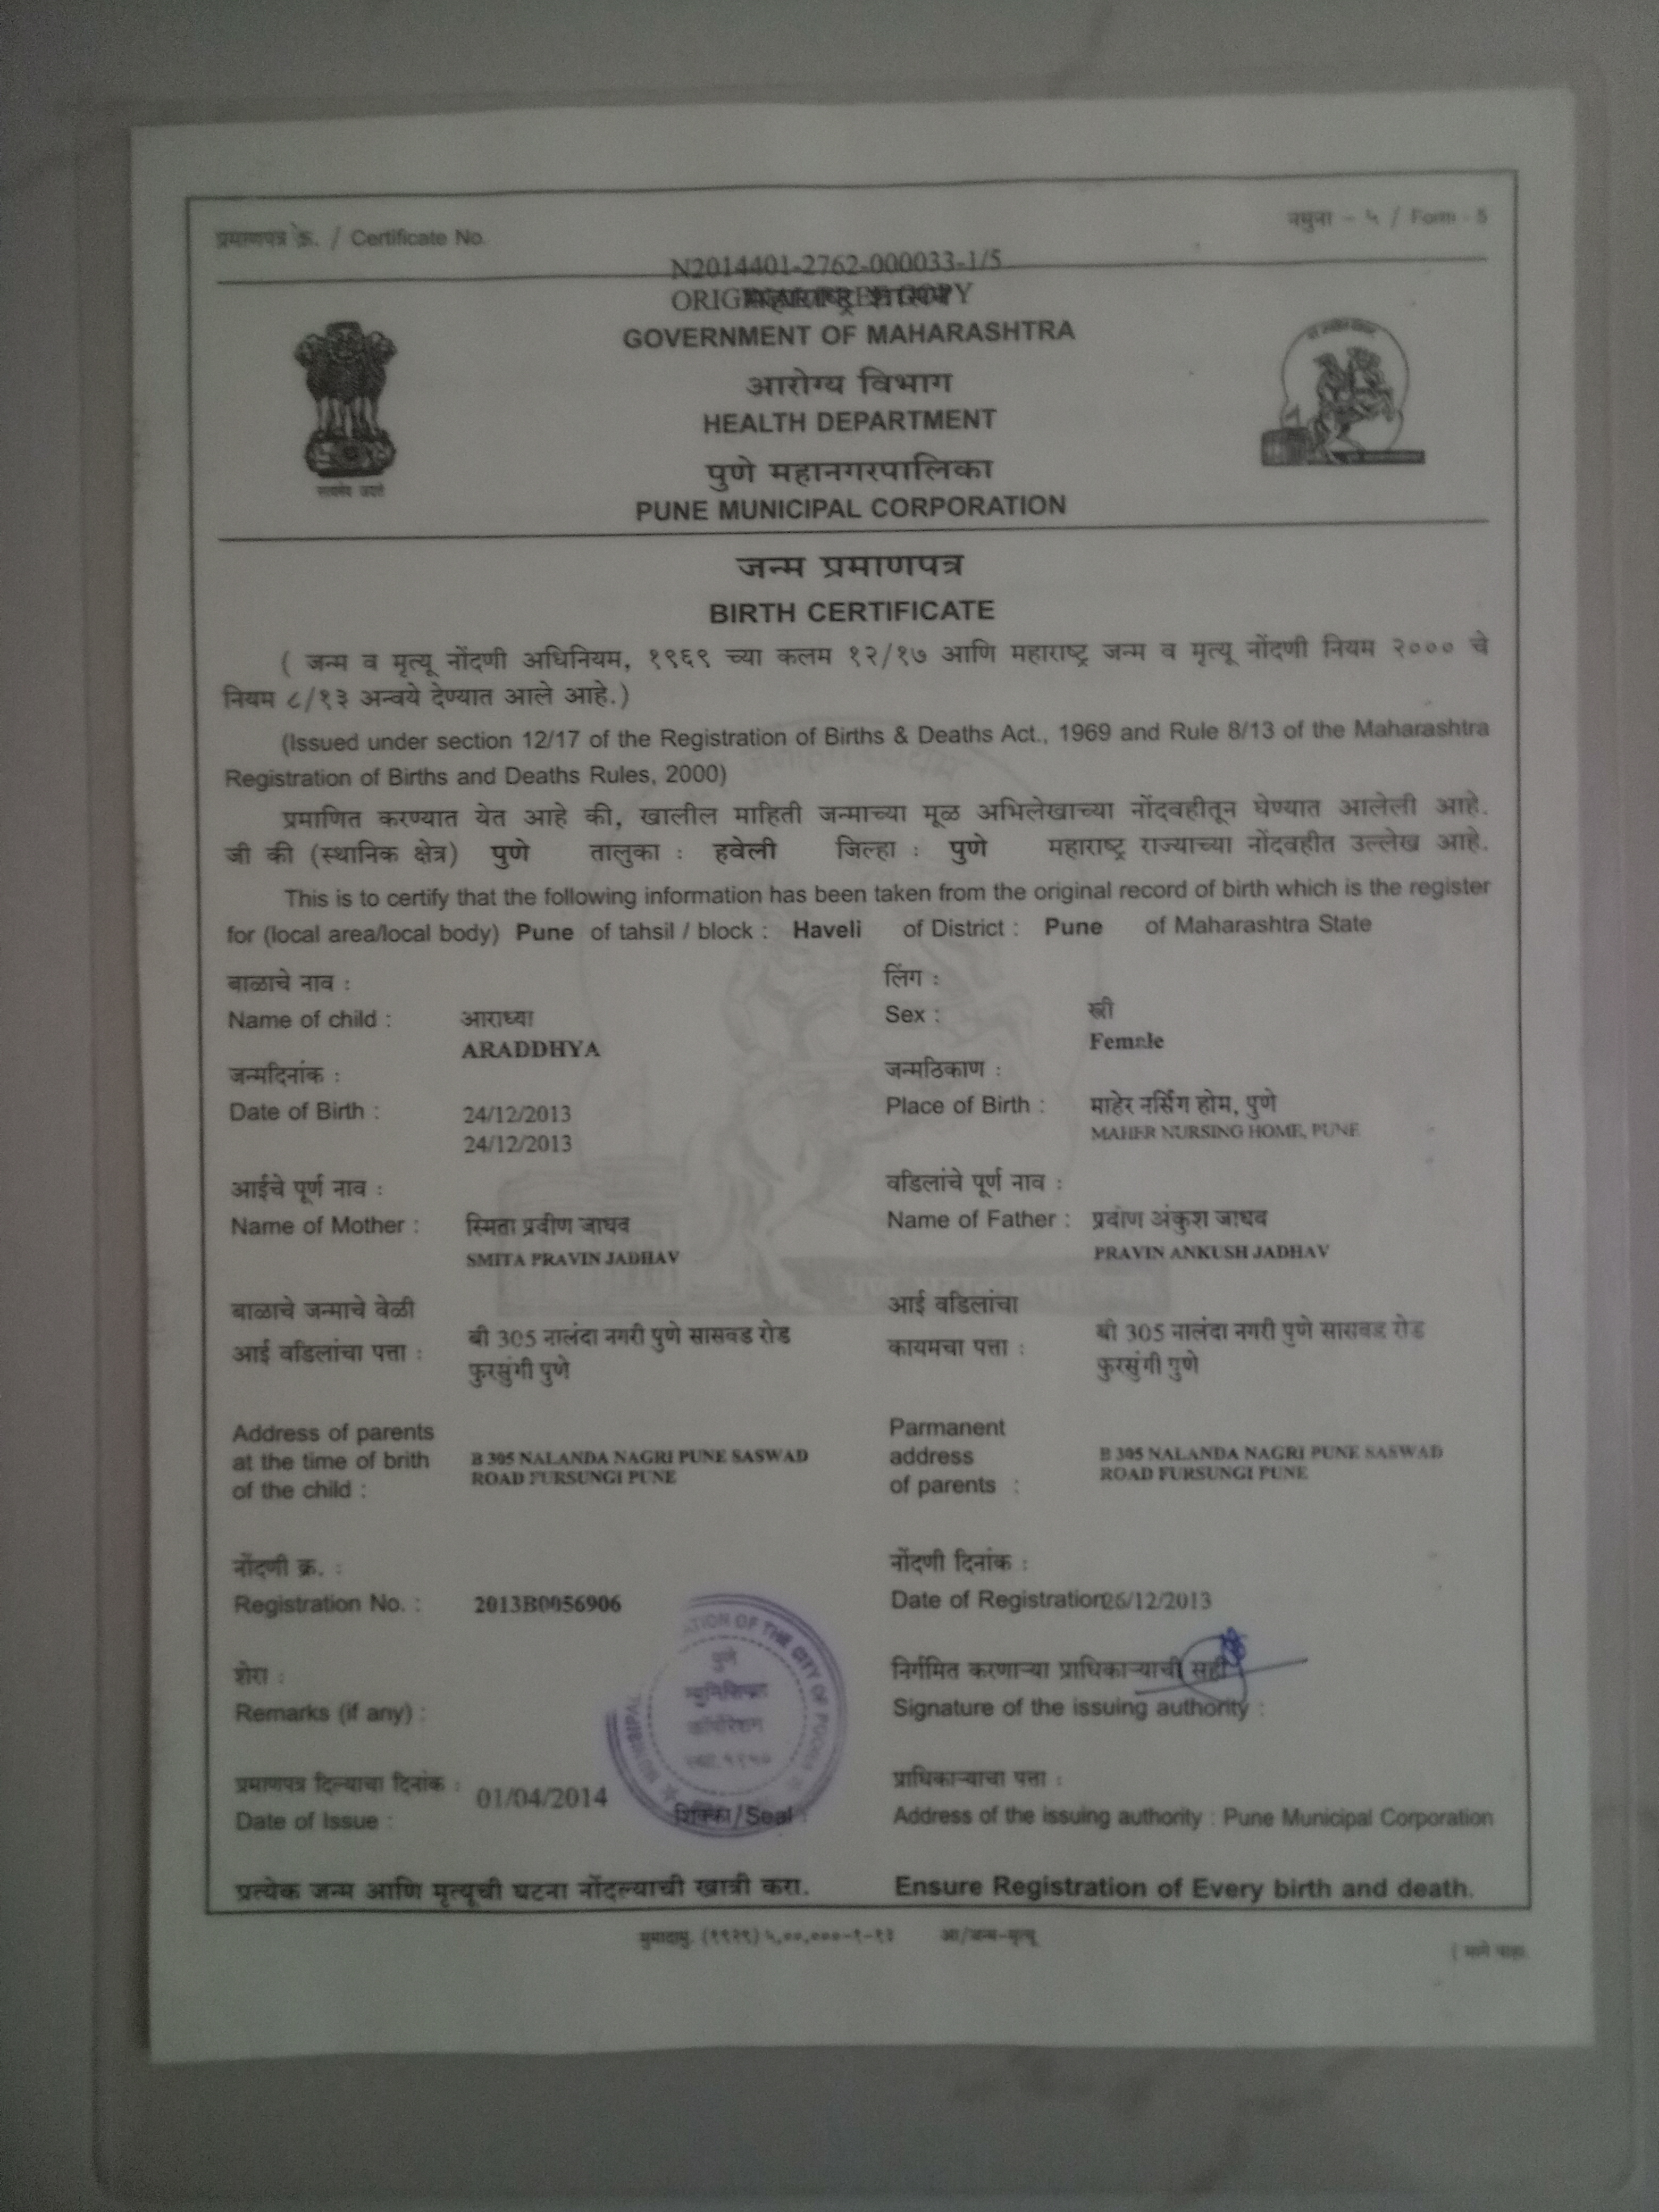 प्रमाणपत्र क्र. / Certificate No.
नमुना - ५ / Form - 5
N2014401-2762-000033-1/5
GOVERNMENT OF MAHARASHTRA
सत्यमेव जयते
आरोग्य विभाग
HEALTH DEPARTMENT
पुणे महानगरपालिका
PUNE MUNICIPAL CORPORATION
जन्म प्रमाणपत्र
BIRTH CERTIFICATE
( जन्म व मृत्यू नोंदणी अधिनियम, १९६९ च्या कलम १२/१७ आणि महाराष्ट्र जन्म व मृत्यू नोंदणी नियम २००० चे
नियम ८/१३ अन्वये देण्यात आले आहे.)
(Issued under section 12/17 of the Registration of Births & Deaths Act., 1969 and Rule 8/13 of the Maharashtra
Registration of Births and Deaths Rules, 2000)
प्रमाणित करण्यात येत आहे की, खालील माहिती जन्माच्या मूळ अभिलेखाच्या नोंदवहीतून घेण्यात आलेली आहे.
जी की (स्थानिक क्षेत्र) पुणे तालुका : हवेली जिल्हा : पुणे महाराष्ट्र राज्याच्या नोंदवहीत उल्लेख आहे.
This is to certify that the following information has been taken from the original record of birth which is the register
for (local area/local body) Pune of tahsil / block : Haveli of District : Pune of Maharashtra State
बाळाचे नाव :
Name of child : आराध्या
ARADDHYA
लिंग :
Sex : स्त्री
Female
जन्मदिनांक :
Date of Birth : 24/12/2013
24/12/2013
जन्मठिकाण :
Place of Birth : माहेर नर्सिंग होम, पुणे
MAHER NURSING HOME, PUNE
आईचे पूर्ण नाव :
Name of Mother : स्मिता प्रवीण जाधव
SMITA PRAVIN JADHAV
वडिलांचे पूर्ण नाव :
Name of Father : प्रवीण अंकुश जाधव
PRAVIN ANKUSH JADHAV
बाळाचे जन्माचे वेळी
आई वडिलांचा पत्ता : बी 305 नालंदा नगरी पुणे सासवड रोड
फुरसुंगी पुणे
आई वडिलांचा
कायमचा पत्ता : बी 305 नालंदा नगरी पुणे सासवड रोड
फुरसुंगी पुणे
Address of parents
at the time of brith
of the child :
B 305 NALANDA NAGRI PUNE SASWAD
ROAD FURSUNGI PUNE
Parmanent
address
of parents :
B 305 NALANDA NAGRI PUNE SASWAD
ROAD FURSUNGI PUNE
नोंदणी क्र. :
Registration No. : 2013B0056906
नोंदणी दिनांक :
Date of Registration 26/12/2013
शेरा :
Remarks (if any) :
निर्गमित करणाऱ्या प्राधिकाऱ्याची सही
Signature of the issuing authority :
प्रमाणपत्र दिल्याचा दिनांक :
Date of Issue : 01/04/2014
पुणे
कॉर्पोरेशन
शिक्का/Seal
प्राधिकाऱ्याचा पत्ता :
Address of the issuing authority : Pune Municipal Corporation
प्रत्येक जन्म आणि मृत्यूची घटना नोंदल्याची खात्री करा.
Ensure Registration of Every birth and death.
आ/जन्म-मृत्यू